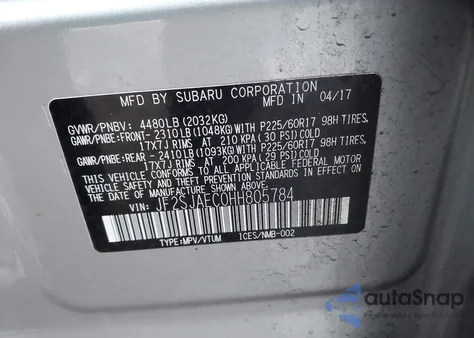 MFD BY SUBARU CORPORATION IN 04/17
GVWR/PNBV: 4480LB (2032KG)
GAWR/PNBE:FRONT- 2310LB(1048KG)WITH P225/60R17 98H TIRES,
17X7J RIMS AT 210 KPA(30 PSI)COLD
GAWR/PNBE:REAR - 2410LB(1093KG)WITH P225/60R17 98H TIRES,
17X7J RIMS AT 200 KPA(29 PSI)COLD
THIS VEHICLE CONFORMS TO ALL APPLICABLE FEDERAL MOTOR
VEHICLE SAFETY, BUMPER, AND THEFT PREVENTION STANDARDS
IN EFFECT ON THE DATE OF MANUFACTURE SHOWN ABOVE.
VIN: JF2SJAEC0HH805784
TYPE:MPV/VTUM ICES/NMB-002
autoSnap
POWERED BY